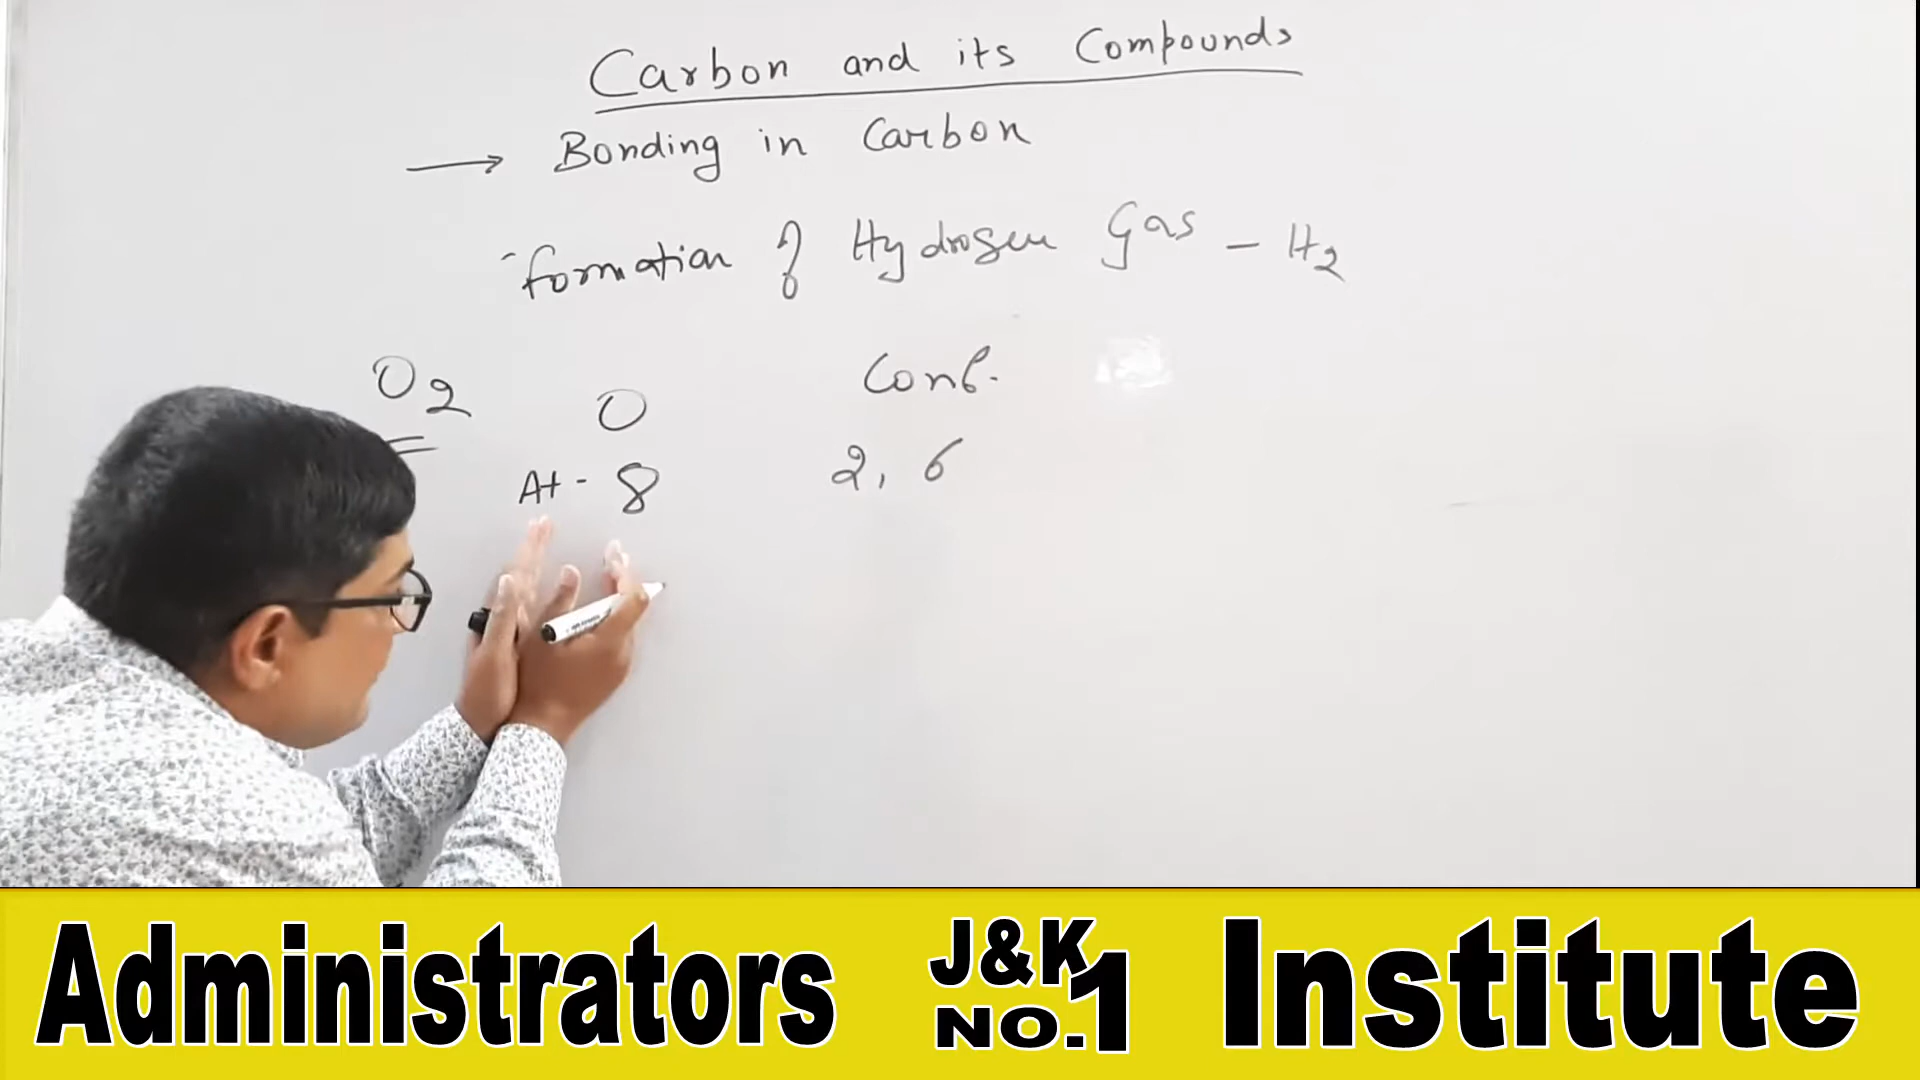 Carbon and its Compounds
→ Bonding in Carbon
formation of Hydrogen Gas - H2
O2 O Conf.
At - 8 2, 6
Administrators J&K NO.1 Institute